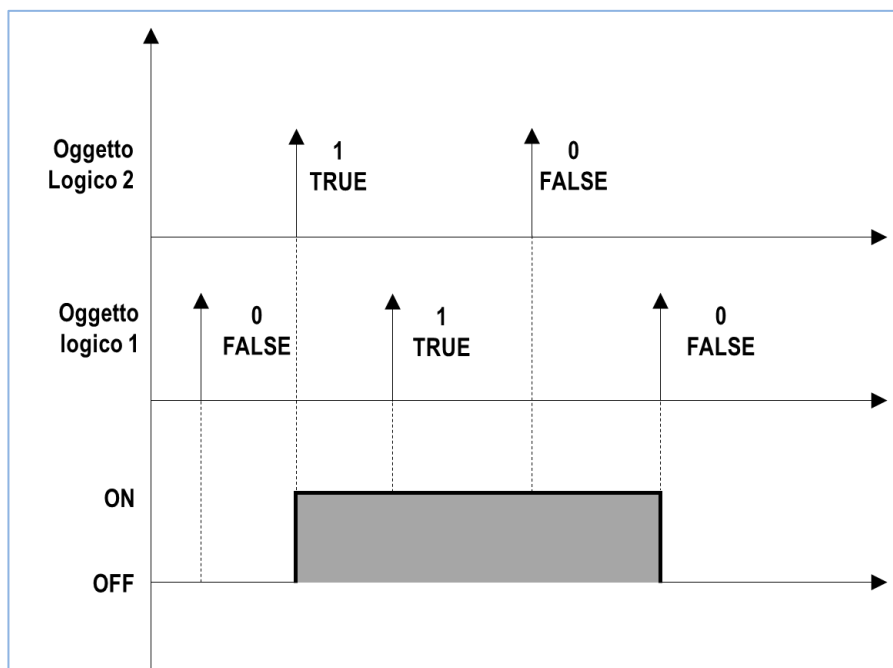 Oggetto
Logico 2
1
TRUE
0
FALSE
Oggetto
logico 1
0
FALSE
1
TRUE
0
FALSE
ON
OFF